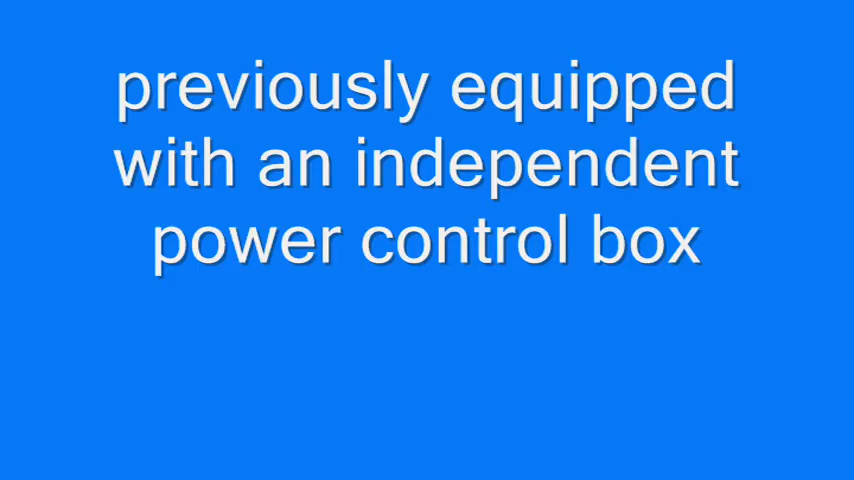 previously equipped
with an independent
power control box